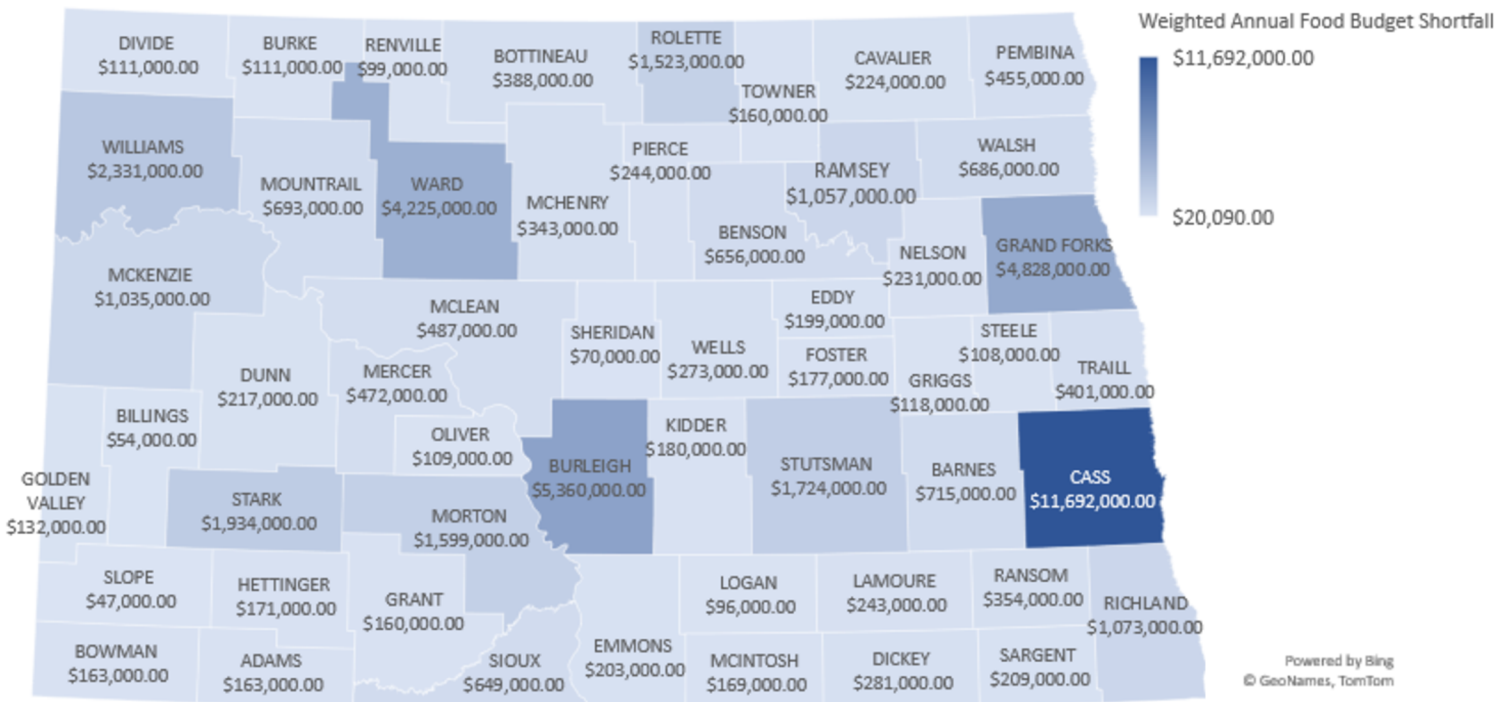 Weighted Annual Food Budget Shortfall
$11,692,000.00
$20,090.00
DIVIDE
$111,000.00
BURKE
$111,000.00
RENVILLE
$99,000.00
BOTTINEAU
$388,000.00
ROLETTE
$1,523,000.00
TOWNER
$160,000.00
CAVALIER
$224,000.00
PEMBINA
$455,000.00
WILLIAMS
$2,331,000.00
MOUNTRAIL
$693,000.00
WARD
$4,225,000.00
MCHENRY
$343,000.00
PIERCE
$244,000.00
BENSON
$656,000.00
RAMSEY
$1,057,000.00
WALSH
$686,000.00
NELSON
$231,000.00
GRAND FORKS
$4,828,000.00
MCKENZIE
$1,035,000.00
MCLEAN
$487,000.00
SHERIDAN
$70,000.00
WELLS
$273,000.00
EDDY
$199,000.00
FOSTER
$177,000.00
GRIGGS
$118,000.00
STEELE
$108,000.00
TRAILL
$401,000.00
DUNN
$217,000.00
MERCER
$472,000.00
BILLINGS
$54,000.00
OLIVER
$109,000.00
GOLDEN
VALLEY
$132,000.00
STARK
$1,934,000.00
MORTON
$1,599,000.00
BURLEIGH
$5,360,000.00
KIDDER
$180,000.00
STUTSMAN
$1,724,000.00
BARNES
$715,000.00
CASS
$11,692,000.00
SLOPE
$47,000.00
HETTINGER
$171,000.00
GRANT
$160,000.00
LOGAN
$96,000.00
LAMOURE
$243,000.00
RANSOM
$354,000.00
RICHLAND
$1,073,000.00
BOWMAN
$163,000.00
ADAMS
$163,000.00
SIOUX
$649,000.00
EMMONS
$203,000.00
MCINTOSH
$169,000.00
DICKEY
$281,000.00
SARGENT
$209,000.00
Powered by Bing
© GeoNames, TomTom